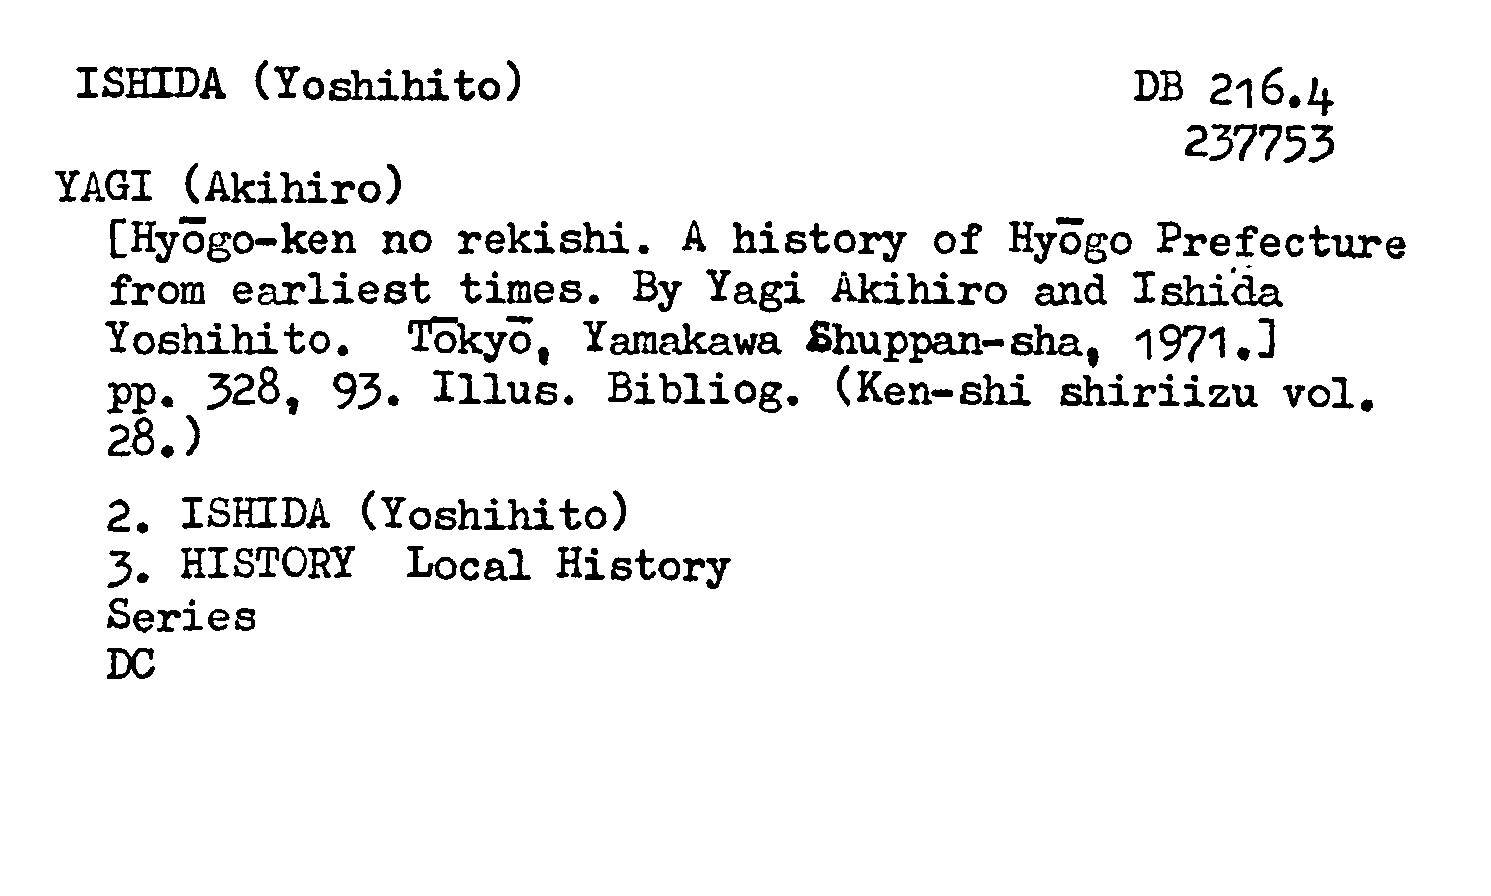 ISHIDA (Yoshihito) DB 216.4
237753
YAGI (Akihiro)
[Hyōgo-ken no rekishi. A history of Hyōgo Prefecture
from earliest times. By Yagi Akihiro and Ishida
Yoshihito. Tōkyō, Yamakawa Shuppan-sha, 1971.]
pp. 328, 93. Illus. Bibliog. (Ken-shi shiriizu vol.
28.)
2. ISHIDA (Yoshihito)
3. HISTORY Local History
Series
DC